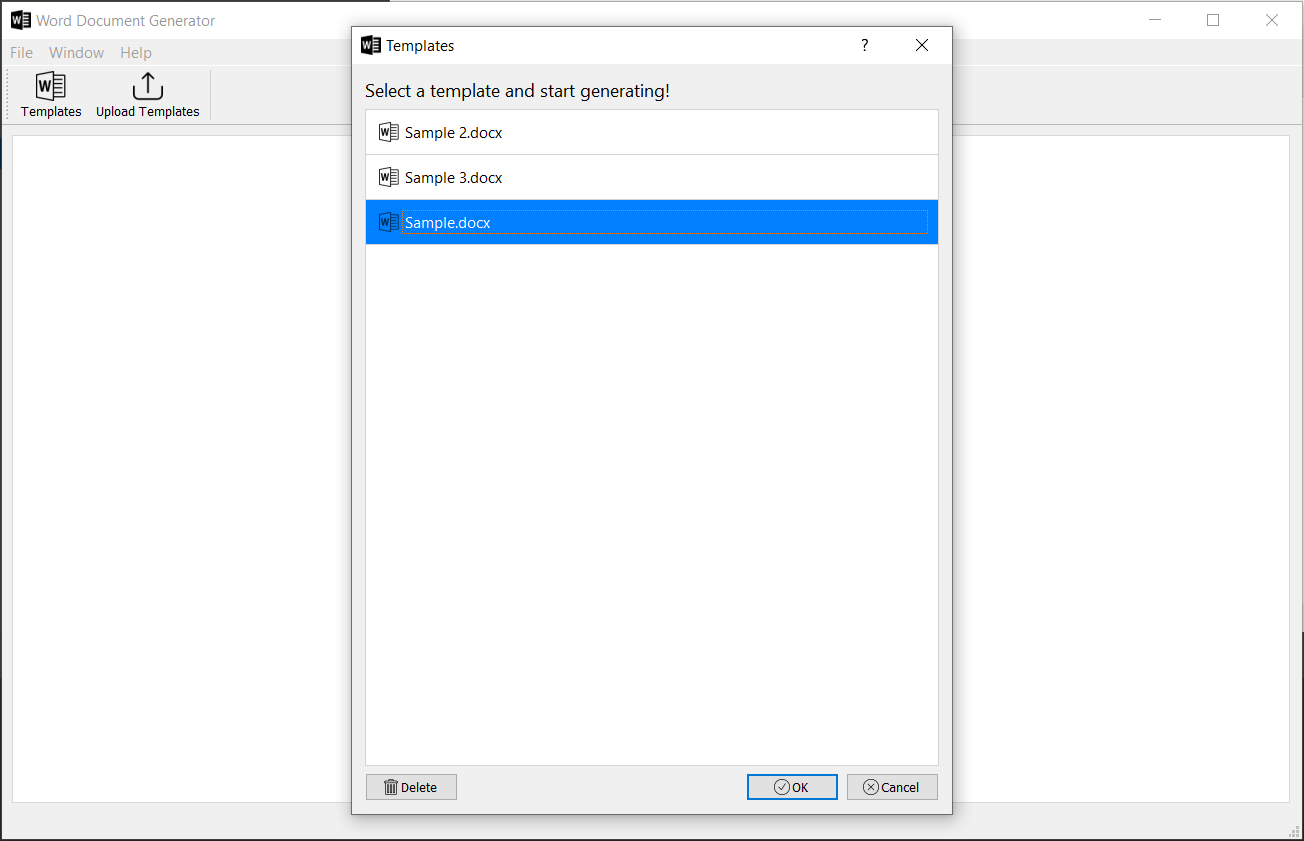 Word Document Generator
File Window Help
Templates Upload Templates
Templates ?
Select a template and start generating!
Sample 2.docx
Sample 3.docx
Sample.docx
Delete OK Cancel